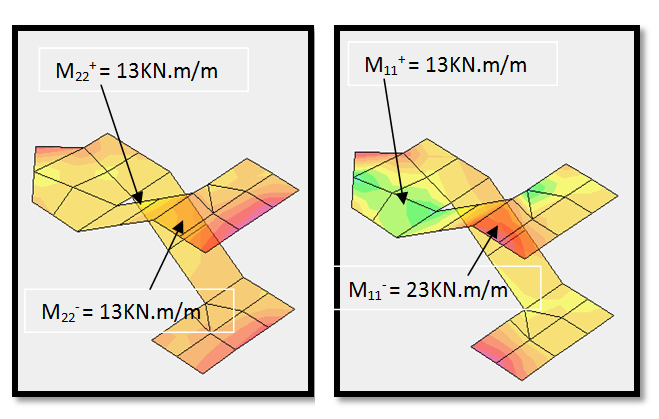 M₂₂⁺ = 13KN.m/m
M₂₂⁻ = 13KN.m/m
M₁₁⁺ = 13KN.m/m
M₁₁⁻ = 23KN.m/m